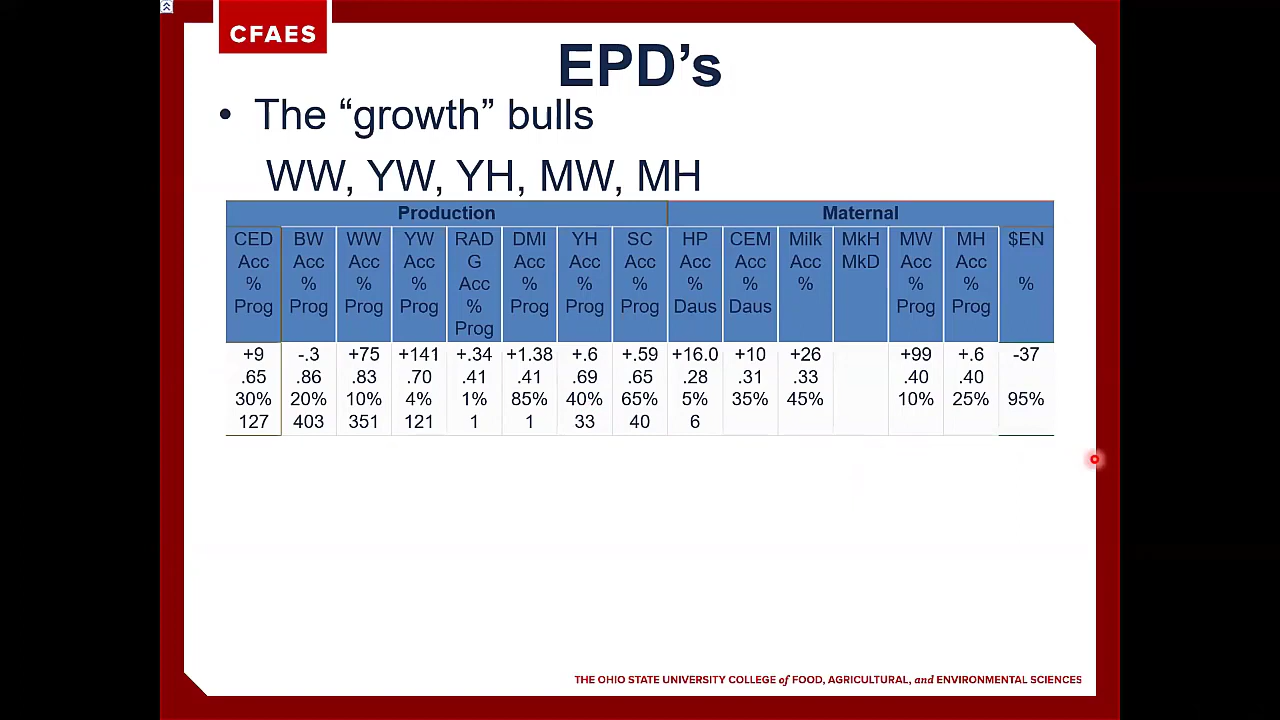 CFAES
EPD’s
• The “growth” bulls
WW, YW, YH, MW, MH
Production Maternal
CED BW WW YW RAD DMI YH SC HP CEM Milk MkH MW MH $EN
Acc Acc Acc Acc G Acc Acc Acc Acc Acc Acc MkD Acc Acc
% % % % Acc % % % % % % % % %
Prog Prog Prog Prog % Prog Prog Prog Daus Daus Prog Prog
Prog
+9 -.3 +75 +141 +.34 +1.38 +.6 +.59 +16.0 +10 +26 +99 +.6 -37
.65 .86 .83 .70 .41 .41 .69 .65 .28 .31 .33 .40 .40
30% 20% 10% 4% 1% 85% 40% 65% 5% 35% 45% 10% 25% 95%
127 403 351 121 1 1 33 40 6
THE OHIO STATE UNIVERSITY COLLEGE of FOOD, AGRICULTURAL, and ENVIRONMENTAL SCIENCES